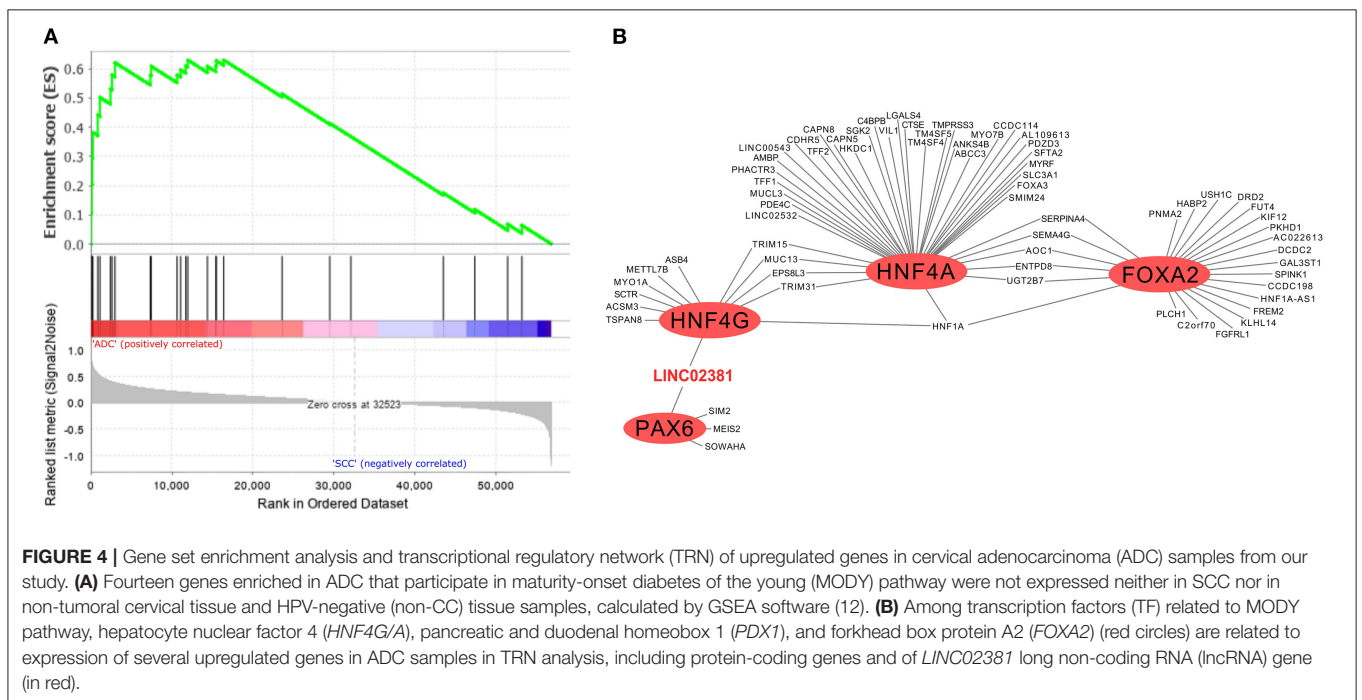 A
Enrichment score (ES)
0.6
0.5
0.4
0.3
0.2
0.1
0.0
'ADC' (positively correlated)
Ranked list metric (Signal2Noise)
1.0
0.5
0.0
-0.5
-1.0
Zero cross at 32523
'SCC' (negatively correlated)
0 10,000 20,000 30,000 40,000 50,000
Rank in Ordered Dataset
B
LGALS4
C4BPB CTSE
CAPN8 SGK2 VIL1 TMPRSS3 CCDC114
CDHR5 CAPN5 TM4SF5 MYO7B AL109613
LINC00543 TFF2 HKDC1 TM4SF4 ANKS4B PDZD3
AMBP ABCC3 SFTA2
PHACTR3 MYRF
TFF1 SLC3A1
MUCL3 FOXA3
PDE4C SMIM24
LINC02532
SERPINA4
SEMA4G
AOC1
ENTPD8
UGT2B7
HNF1A
TRIM15
MUC13
EPS8L3
TRIM31
HNF4A
FOXA2
USH1C
HABP2 DRD2
PNMA2 FUT4
KIF12
PKHD1
AC022613
DCDC2
GAL3ST1
SPINK1
CCDC198
HNF1A-AS1
FREM2
PLCH1 KLHL14
C2orf70 FGFRL1
ASB4
METTL7B
MYO1A
SCTR
ACSM3
TSPAN8
HNF4G
LINC02381
PAX6
SIM2
MEIS2
SOWAHA
FIGURE 4 | Gene set enrichment analysis and transcriptional regulatory network (TRN) of upregulated genes in cervical adenocarcinoma (ADC) samples from our
study. (A) Fourteen genes enriched in ADC that participate in maturity-onset diabetes of the young (MODY) pathway were not expressed neither in SCC nor in
non-tumoral cervical tissue and HPV-negative (non-CC) tissue samples, calculated by GSEA software (12). (B) Among transcription factors (TF) related to MODY
pathway, hepatocyte nuclear factor 4 (HNF4G/A), pancreatic and duodenal homeobox 1 (PDX1), and forkhead box protein A2 (FOXA2) (red circles) are related to
expression of several upregulated genes in ADC samples in TRN analysis, including protein-coding genes and of LINC02381 long non-coding RNA (lncRNA) gene
(in red).